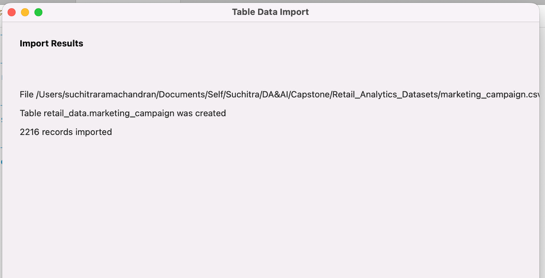 Table Data Import
Import Results
File /Users/suchitraramachandran/Documents/Self/Suchitra/DA&AI/Capstone/Retail_Analytics_Datasets/marketing_campaign.csv
Table retail_data.marketing_campaign was created
2216 records imported